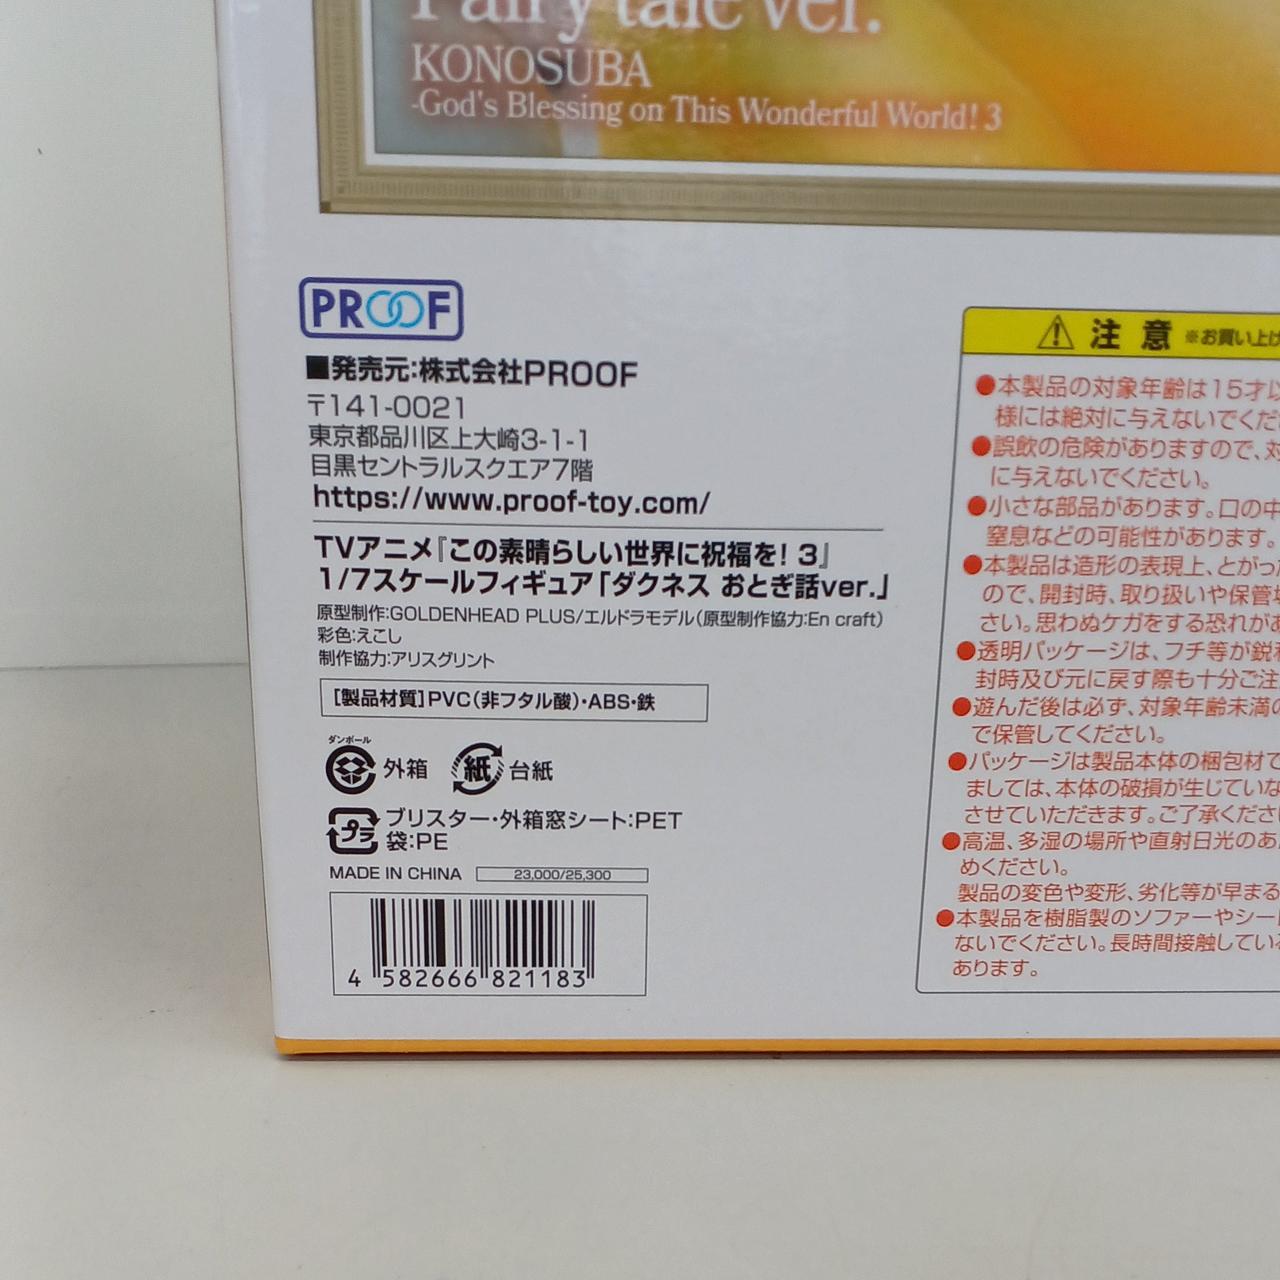 Fairy tale ver.
KONOSUBA
-God's Blessing on This Wonderful World! 3
PROOF
■発売元:株式会社PROOF
〒141-0021
東京都品川区上大崎3-1-1
目黒セントラルスクエア7階
https://www.proof-toy.com/
TVアニメ『この素晴らしい世界に祝福を! 3』
1/7スケールフィギュア「ダクネス おとぎ話ver.」
原型制作:GOLDENHEAD PLUS/エルドラモデル(原型制作協力:En craft)
彩色:えこし
制作協力:アリスグリント
[製品材質]PVC(非フタル酸)・ABS・鉄
ダンボール
外箱 紙 台紙
プラ ブリスター・外箱窓シート:PET
袋:PE
MADE IN CHINA 23,000/25,300
4 582666 821183
注意 ※お買い上げ
●本製品の対象年齢は15才以
様には絶対に与えないでくだ
●誤飲の危険がありますので、対
に与えないでください。
●小さな部品があります。口の中
窒息などの可能性があります。
●本製品は造形の表現上、とがった
ので、開封時、取り扱いや保管
さい。思わぬケガをする恐れがあ
●透明パッケージは、フチ等が鋭利
封時及び元に戻す際も十分ご注
●遊んだ後は必ず、対象年齢未満の
で保管してください。
●パッケージは製品本体の梱包材で
ましては、本体の破損が生じていな
させていただきます。ご了承くださ
●高温、多湿の場所や直射日光のあ
めください。
製品の変色や変形、劣化等が早まる
●本製品を樹脂製のソファーやシー
ないでください。長時間接触してい
あります。